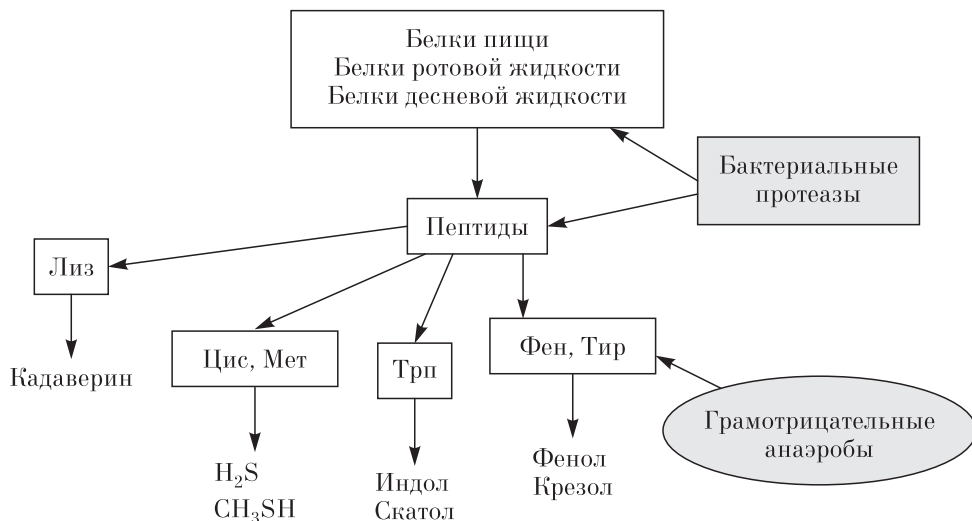 Белки пищи
Белки ротовой жидкости
Белки десневой жидкости
Бактериальные
протеазы
Пептиды
Лиз
Кадаверин
Цис, Мет
Трп
Фен, Тир
Грамотрицательные
анаэробы
H₂S
CH₃SH
Индол
Скатол
Фенол
Крезол